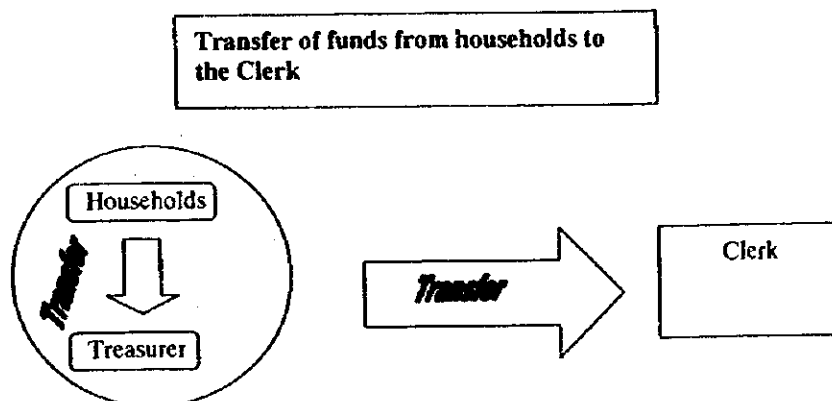 Transfer of funds from households to
the Clerk
Households
Transfer
Treasurer
Transfer
Clerk